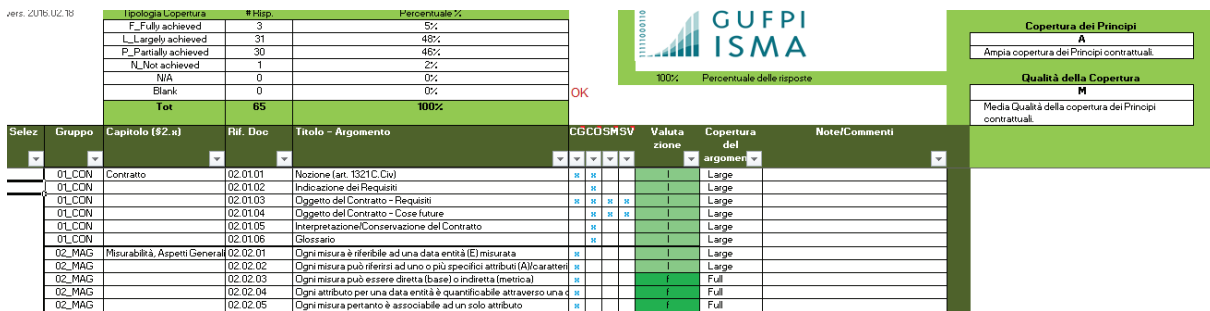 vers. 2016.02.18
Tipologia Copertura # Risp. Percentuale %
F_Fully achieved 3 5%
L_Largely achieved 31 48%
P_Partially achieved 30 46%
N_Not achieved 1 2%
N/A 0 0%
Blank 0 0%
Tot 65 100%
OK
11111000110
GUFPI
ISMA
100% Percentuale delle risposte
Copertura dei Principi
A
Ampia copertura dei Principi contrattuali.
Qualità della Copertura
M
Media Qualità della copertura dei Principi
contrattuali.
Selez Gruppo Capitolo (§2.x) Rif. Doc Titolo - Argomento CG CO SM SV Valuta Copertura Note/Commenti
zione del
argomen
01_CON Contratto 02.01.01 Nozione (art. 1321 C.Civ) x x l Large
01_CON 02.01.02 Indicazione dei Requisiti x l Large
01_CON 02.01.03 Oggetto del Contratto - Requisiti x x x x l Large
01_CON 02.01.04 Oggetto del Contratto - Cose future x x x l Large
01_CON 02.01.05 Interpretazione/Conservazione del Contratto x l Large
01_CON 02.01.06 Glossario x l Large
02_MAG Misurabilità, Aspetti Generali 02.02.01 Ogni misura è riferibile ad una data entità (E) misurata x l Large
02_MAG 02.02.02 Ogni misura può riferirsi ad uno o più specifici attributi (A)/caratteri x l Large
02_MAG 02.02.03 Ogni misura può essere diretta (base) o indiretta (metrica) x f Full
02_MAG 02.02.04 Ogni attributo per una data entità è quantificabile attraverso una x f Full
02_MAG 02.02.05 Ogni misura pertanto è associabile ad un solo attributo x f Full